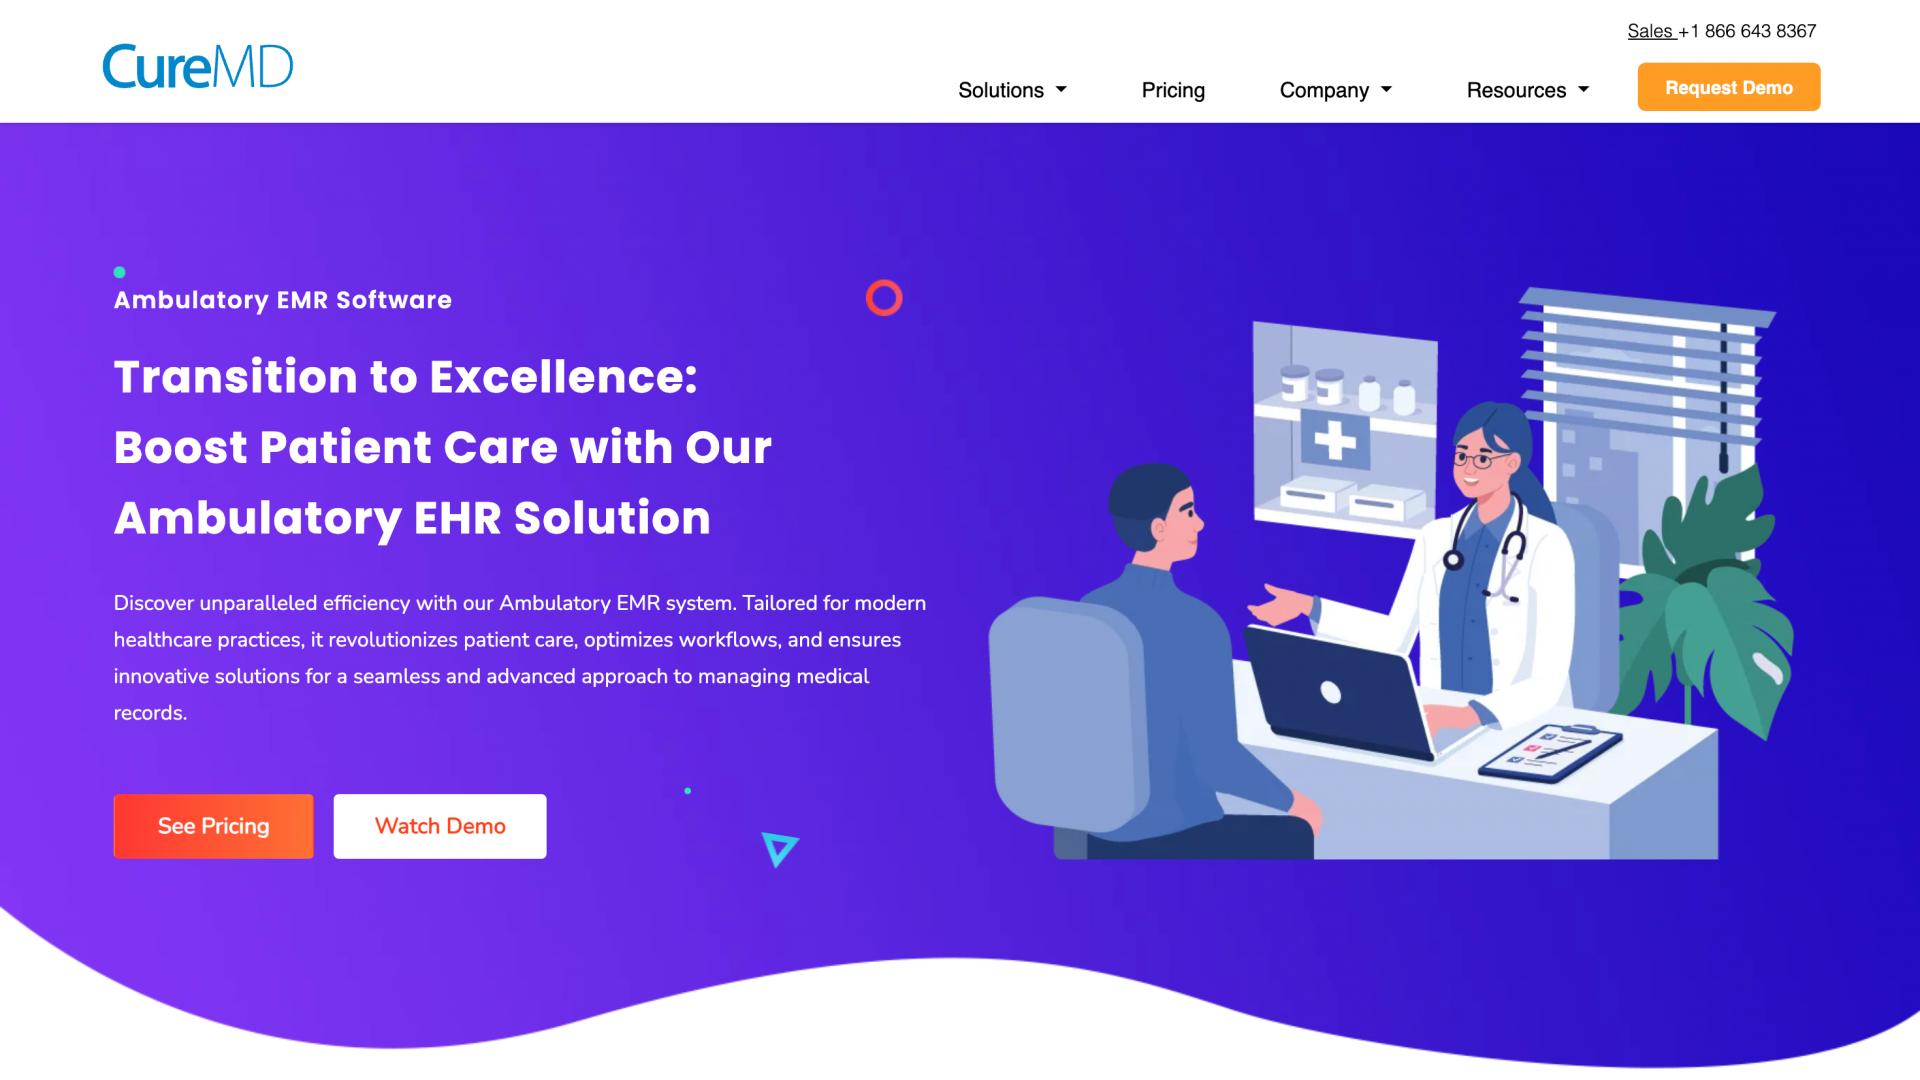 Sales +1 866 643 8367
CureMD
Solutions
Pricing
Company
Resources
Request Demo
Ambulatory EMR Software
Transition to Excellence:
Boost Patient Care with Our
Ambulatory EHR Solution
Discover unparalleled efficiency with our Ambulatory EMR system. Tailored for modern
healthcare practices, it revolutionizes patient care, optimizes workflows, and ensures
innovative solutions for a seamless and advanced approach to managing medical
records.
See Pricing
Watch Demo